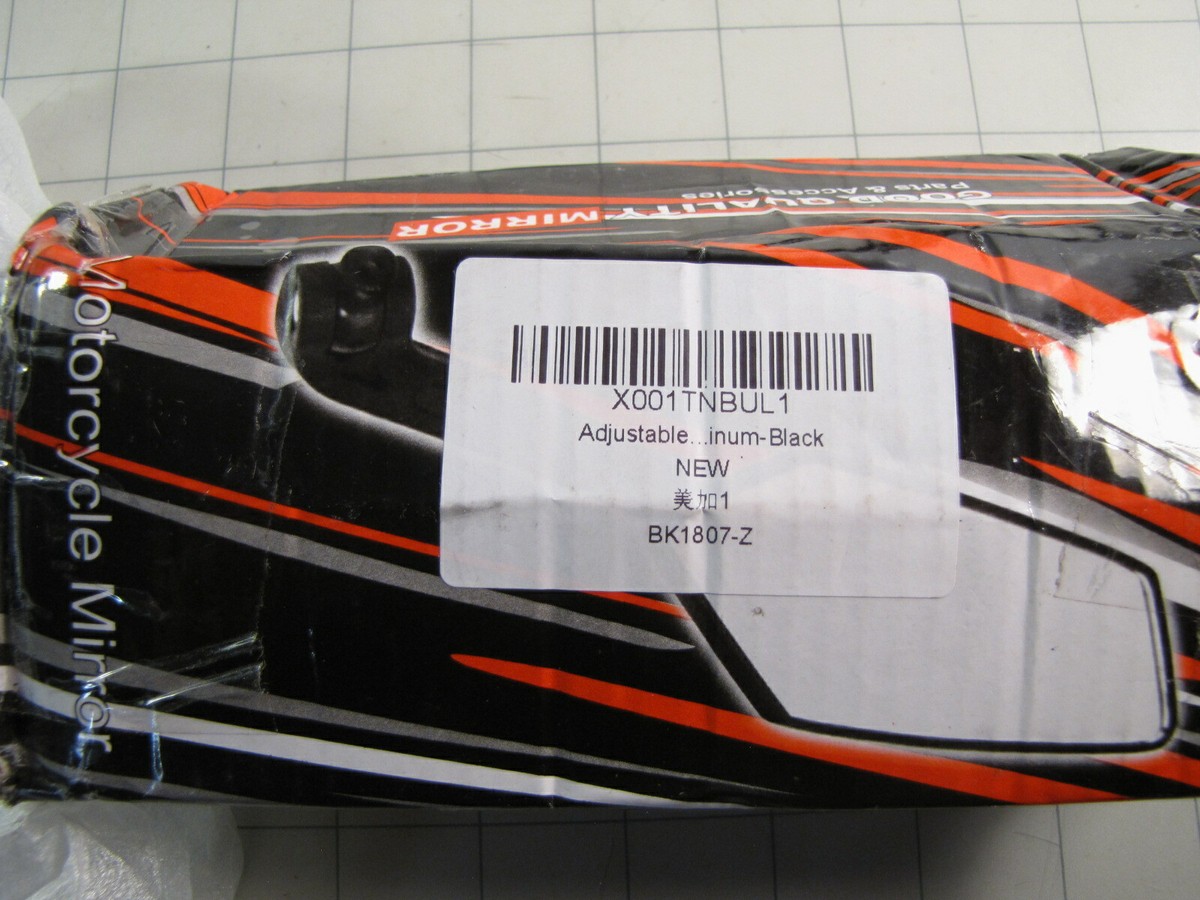 GOOD QUALITY MIRROR
Parts & Accessories
Motorcycle Mirror
X001TNBUL1
Adjustable...inum-Black
NEW
美加1
BK1807-Z